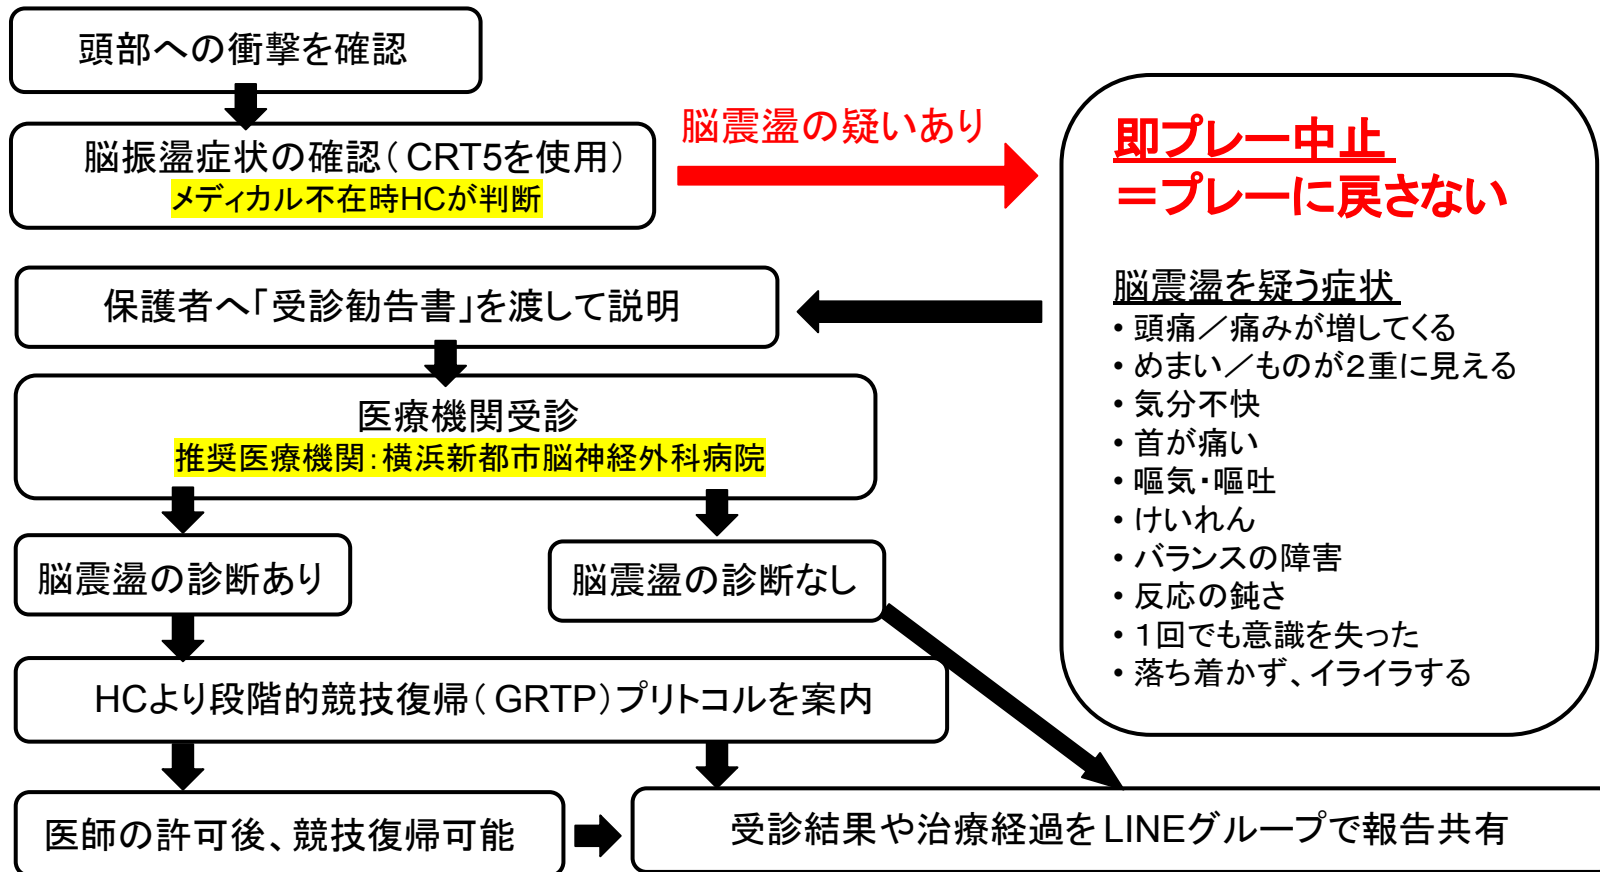 頭部への衝撃を確認
脳振盪症状の確認(CRT5を使用)
メディカル不在時HCが判断
脳震盪の疑いあり
即プレー中止
=プレーに戻さない
脳震盪を疑う症状
• 頭痛/痛みが増してくる
• めまい/ものが2重に見える
• 気分不快
• 首が痛い
• 嘔気・嘔吐
• けいれん
• バランスの障害
• 反応の鈍さ
• 1回でも意識を失った
• 落ち着かず、イライラする
保護者へ「受診勧告書」を渡して説明
医療機関受診
推奨医療機関:横浜新都市脳神経外科病院
脳震盪の診断あり
脳震盪の診断なし
HCより段階的競技復帰(GRTP)プリトコルを案内
医師の許可後、競技復帰可能
受診結果や治療経過をLINEグループで報告共有